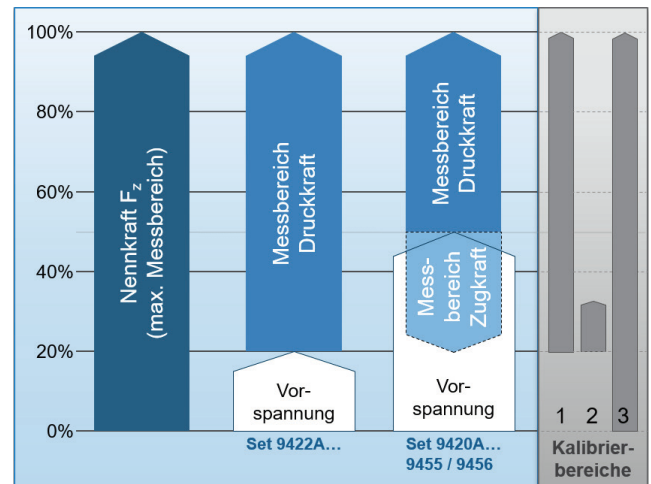 100%
80%
60%
40%
20%
0%
Nennkraft Fz
(max. Messbereich)
Messbereich
Druckkraft
Vor-
spannung
Set 9422A...
Messbereich
Druckkraft
Mess-
bereich
Zugkraft
Vor-
spannung
Set 9420A...
9455 / 9456
1 2 3
Kalibrier-
bereiche